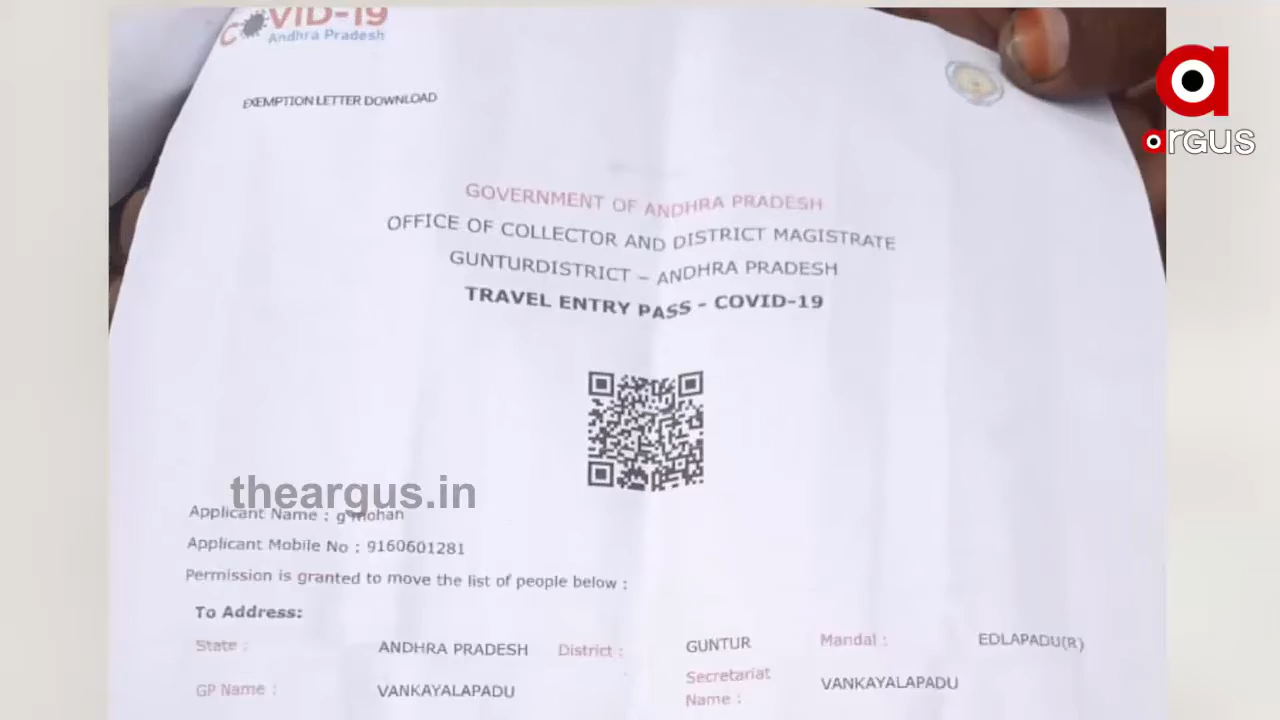 COVID-19
Andhra Pradesh
EXEMPTION LETTER DOWNLOAD
argus
GOVERNMENT OF ANDHRA PRADESH
OFFICE OF COLLECTOR AND DISTRICT MAGISTRATE
GUNTURDISTRICT – ANDHRA PRADESH
TRAVEL ENTRY PASS - COVID-19
theargus.in
Applicant Name : g mohan
Applicant Mobile No : 9160601281
Permission is granted to move the list of people below :
To Address:
State : ANDHRA PRADESH District : GUNTUR Mandal : EDLAPADU(R)
GP Name : VANKAYALAPADU Secretariat Name : VANKAYALAPADU